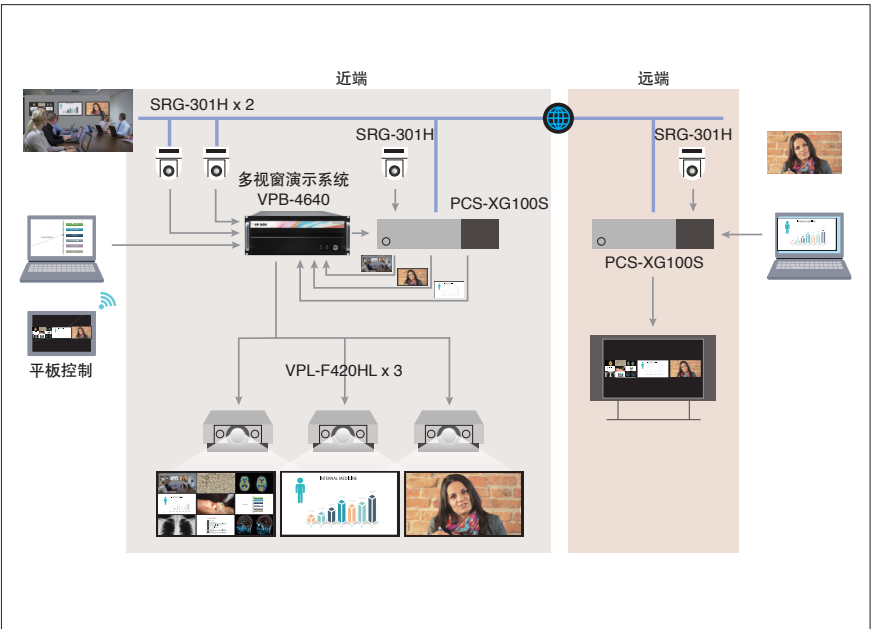 近端
远端
SRG-301H x 2
SRG-301H
SRG-301H
多视窗演示系统
VPB-4640
PCS-XG100S
PCS-XG100S
平板控制
VPL-F420HL x 3
INTERNAL MEDICINE